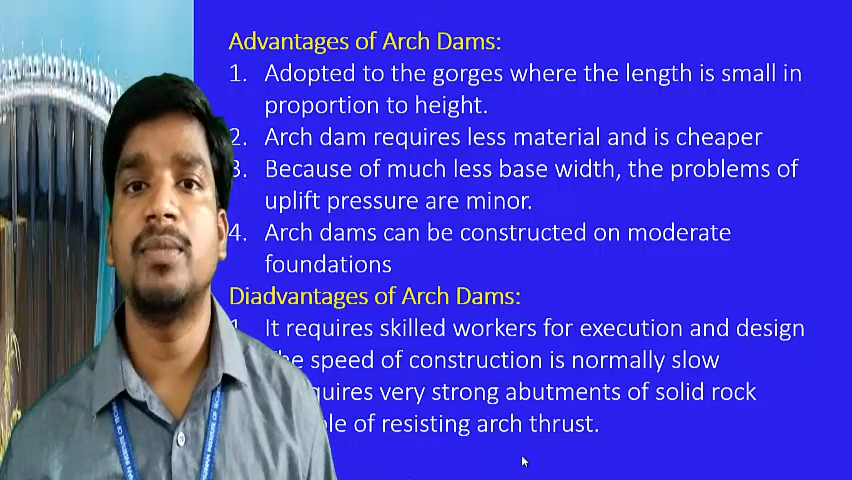 Advantages of Arch Dams:
1. Adopted to the gorges where the length is small in
proportion to height.
2. Arch dam requires less material and is cheaper
3. Because of much less base width, the problems of
uplift pressure are minor.
4. Arch dams can be constructed on moderate
foundations
Diadvantages of Arch Dams:
1. It requires skilled workers for execution and design
speed of construction is normally slow
very strong abutments of solid rock
of resisting arch thrust.